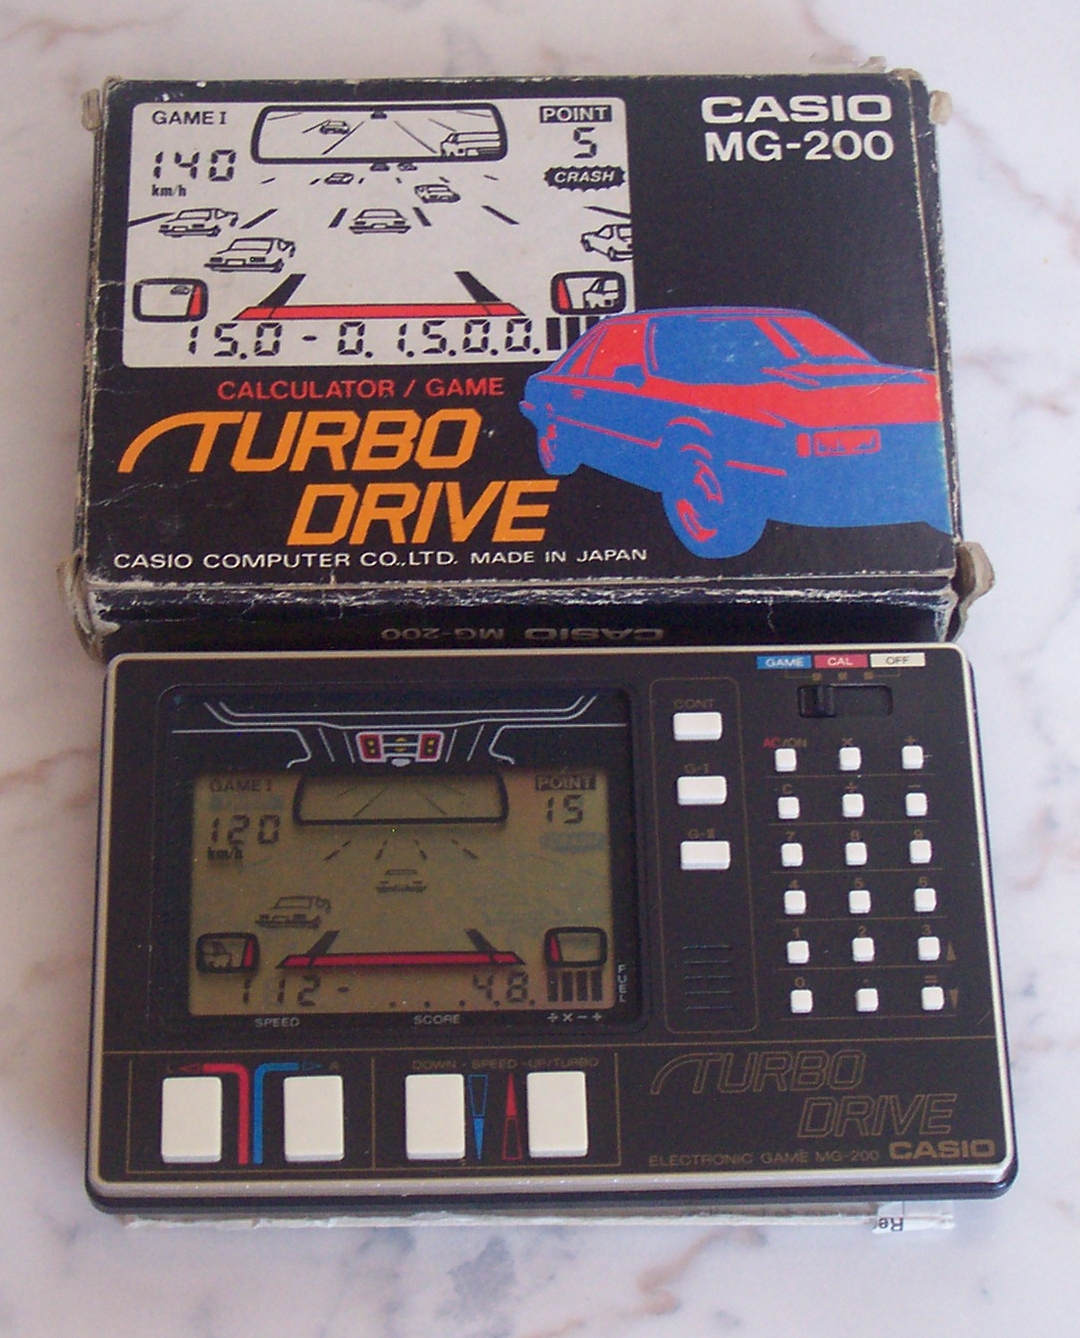 CASIO
MG-200
GAME I
POINT
140
5
km/h
CRASH
15.0 - 0.1.5.0.0.
CALCULATOR / GAME
TURBO
DRIVE
CASIO COMPUTER CO.,LTD. MADE IN JAPAN
CASIO MG-200
GAME CAL OFF
CONT
AC/ON × ÷
G-I
C + −
G-II
7 8 9
4 5 6
1 2 3
0 · =
GAME I
POINT
120
15
km/h
112 - . . .4.8.
FUEL
SPEED SCORE ÷ × − +
L R DOWN - SPEED - UP/TURBO
TURBO
DRIVE
ELECTRONIC GAME MG-200 CASIO